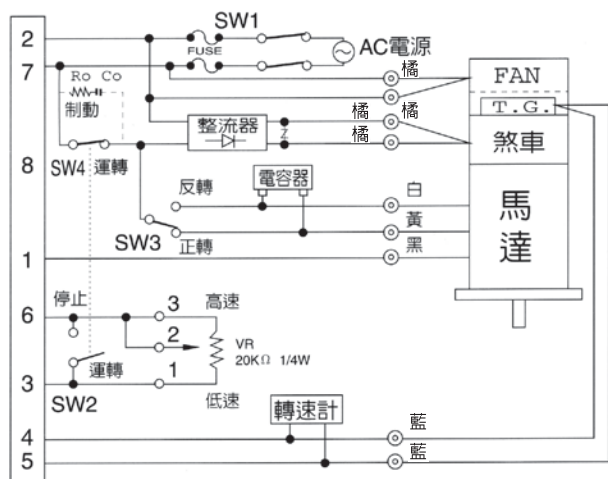 SW1
2
FUSE
AC電源
7
橘
FAN
Ro Co
T.G.
制動
橘 橘
整流器
Z
橘
煞車
SW4 運轉
8
電容器
反轉
白
馬達
黃
SW3
正轉
黑
1
停止
3 高速
6
2
VR
20KΩ 1/4W
運轉
1
3
SW2
低速
轉速計
藍
4
藍
5